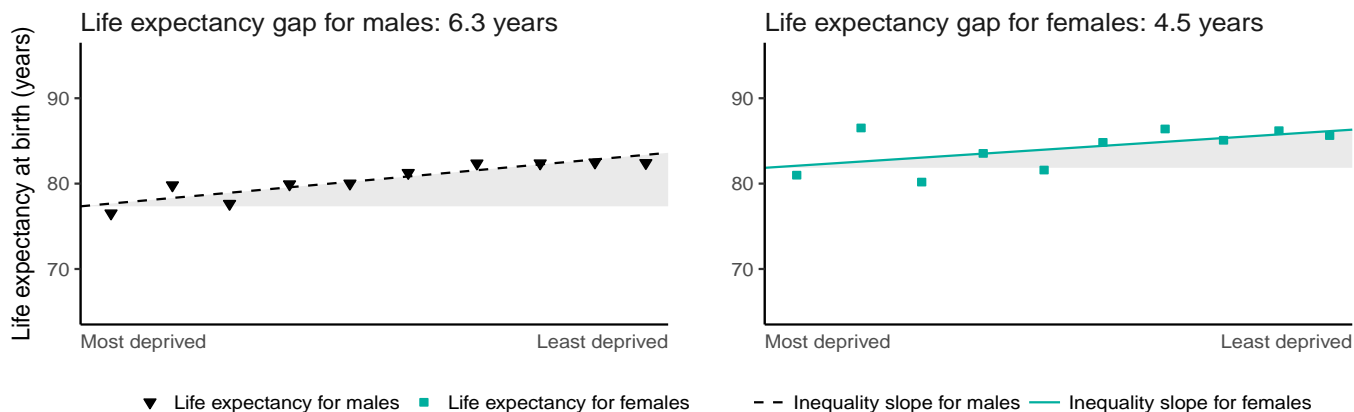 Life expectancy gap for males: 6.3 years
Life expectancy at birth (years)
90
80
70
Most deprived Least deprived
Life expectancy gap for females: 4.5 years
90
80
70
Most deprived Least deprived
Life expectancy for males Life expectancy for females Inequality slope for males Inequality slope for females